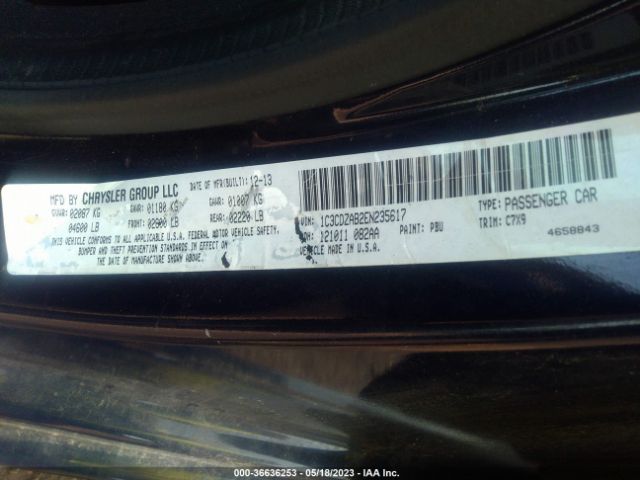 MFD BY CHRYSLER GROUP LLC DATE OF MFR(BUILT): 12-13
GVWR: 02087 KG GAWR: 01180 KG GAWR: 01007 KG
04600 LB FRONT: 02600 LB REAR: 02220 LB
THIS VEHICLE CONFORMS TO ALL APPLICABLE U.S.A. FEDERAL MOTOR VEHICLE SAFETY,
BUMPER AND THEFT PREVENTION STANDARDS IN EFFECT ON
THE DATE OF MANUFACTURE SHOWN ABOVE.
VIN: 1C3CDZAB2EN235617 TYPE: PASSENGER CAR
121011 082AA PAINT: PBU TRIM: C7X9
VEHICLE MADE IN U.S.A. 4658843
000-36636253 - 05/18/2023 - IAA Inc.